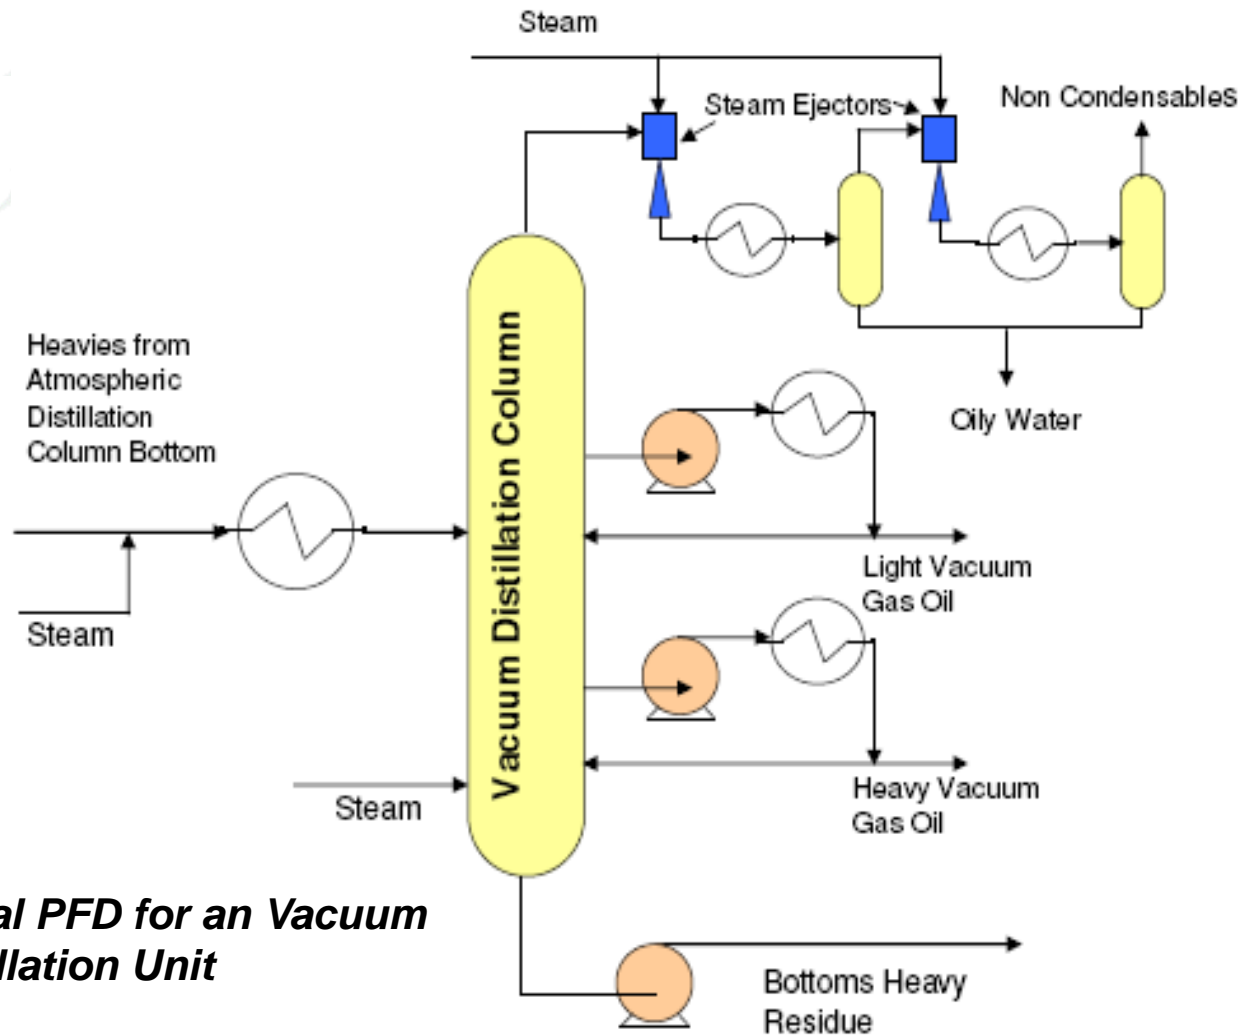 Steam
Steam Ejectors
Non Condensables
Heavies from
Atmospheric
Distillation
Column Bottom
Steam
Vacuum Distillation Column
Oily Water
Light Vacuum
Gas Oil
Steam
Heavy Vacuum
Gas Oil
al PFD for an Vacuum
llation Unit
Bottoms Heavy
Residue